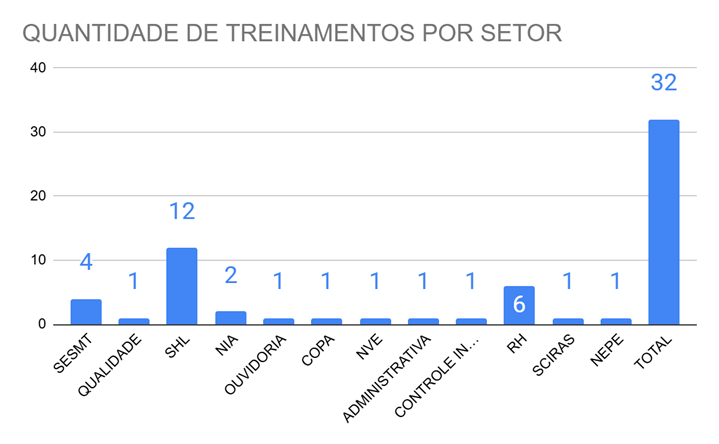 QUANTIDADE DE TREINAMENTOS POR SETOR
40
30
20
10
0
4
1
12
2
1
1
1
1
1
6
1
1
32
SESMT
QUALIDADE
SHL
NIA
OUVIDORIA
COPA
NVE
ADMINISTRATIVA
CONTROLE IN…
RH
SCIRAS
NEPE
TOTAL